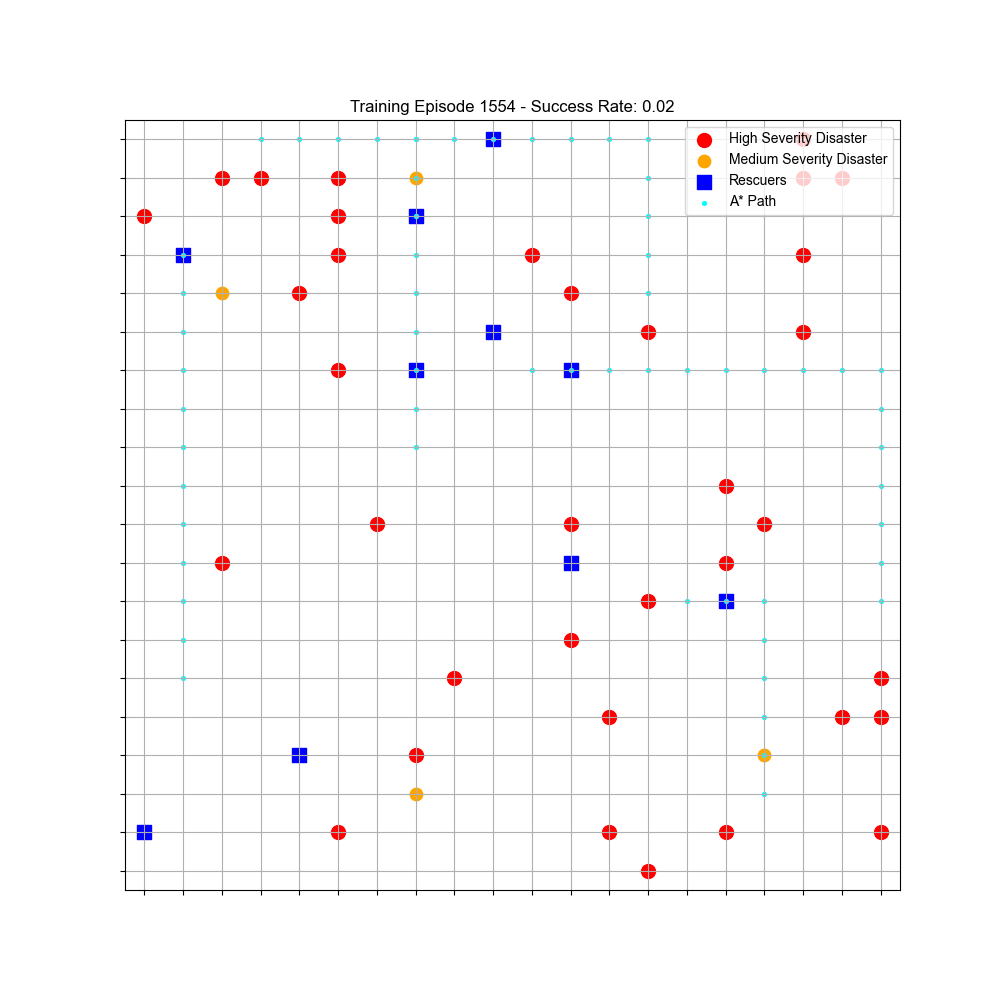 Training Episode 1554 - Success Rate: 0.02
High Severity Disaster
Medium Severity Disaster
Rescuers
A* Path